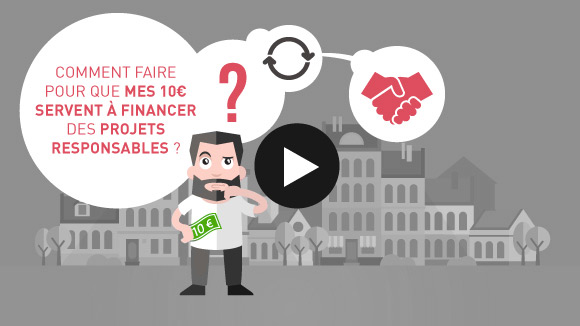 COMMENT FAIRE
POUR QUE MES 10€
SERVENT À FINANCER
DES PROJETS
RESPONSABLES ?
?
10 €